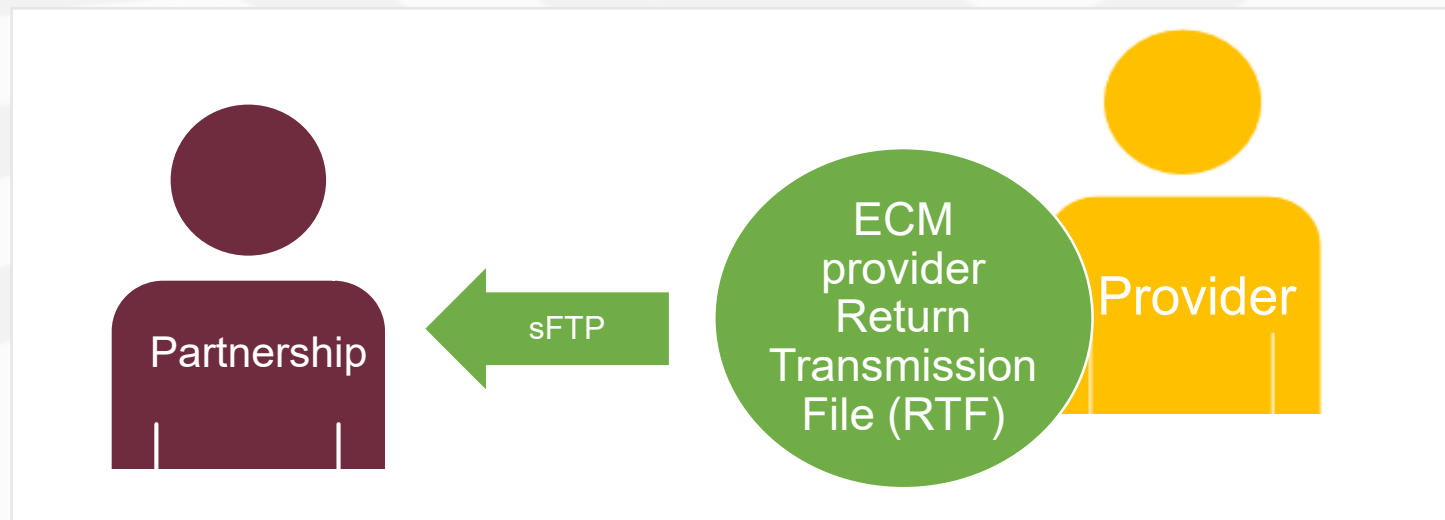 Partnership
sFTP
ECM
provider
Return
Transmission
File (RTF)
Provider